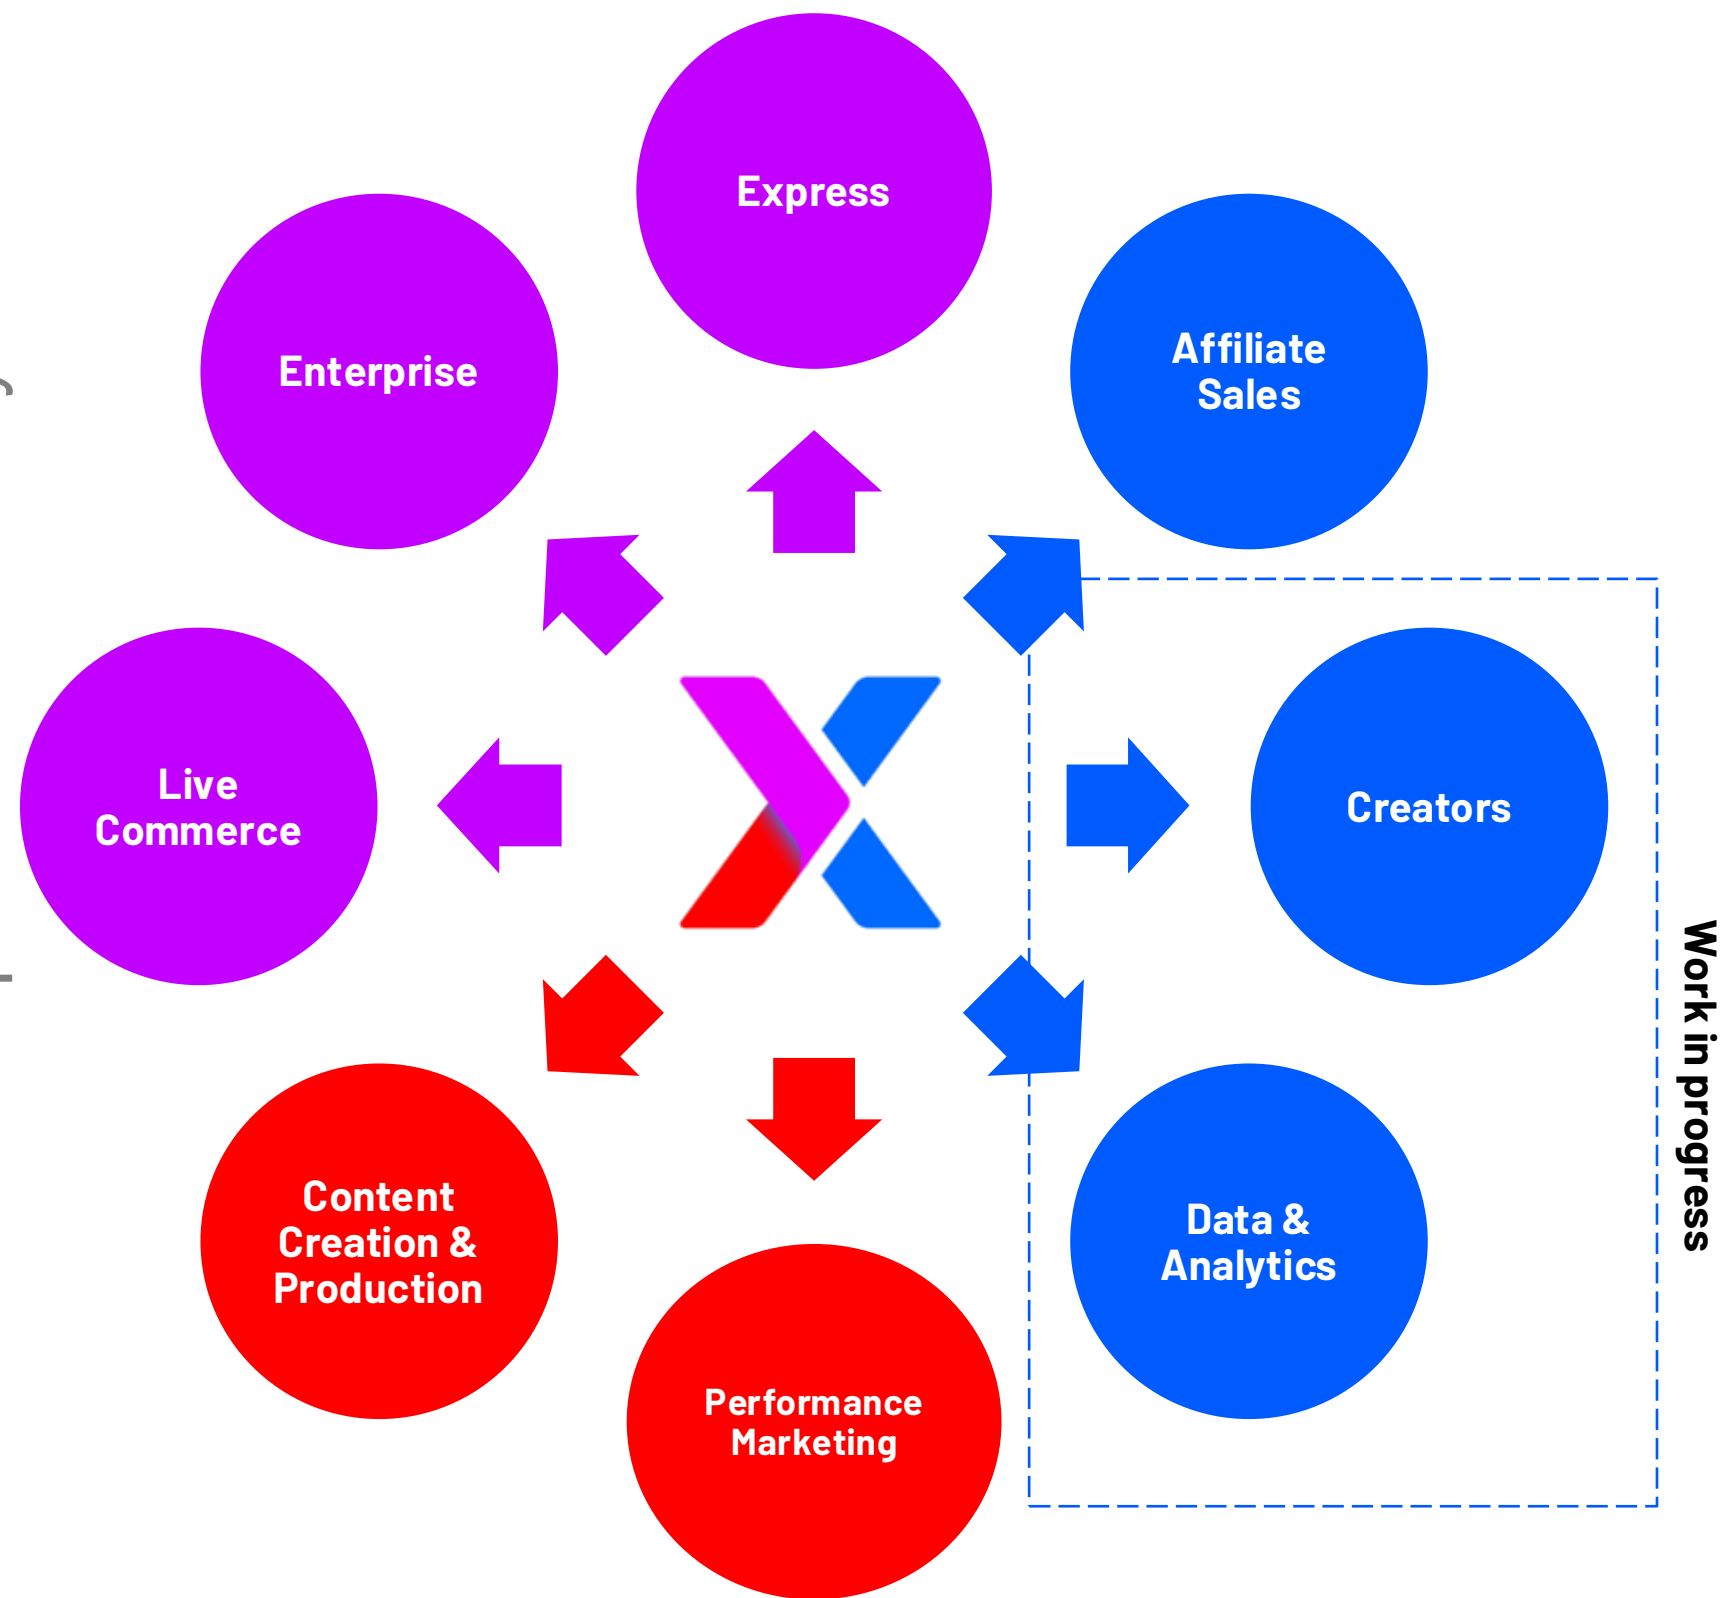 Express
Enterprise
Affiliate
Sales
Live
Commerce
Creators
Work in progress
Content
Creation &
Production
Data &
Analytics
Performance
Marketing